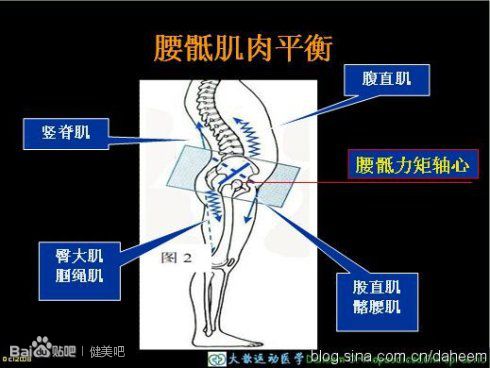 腰骶肌肉平衡
腹直肌
竖脊肌
腰骶力矩轴心
臀大肌
腘绳肌
图 2
股直肌
髂腰肌
Bai贴吧 | 健美吧
大敬运动医学
blog.sina.com.cn/daheem